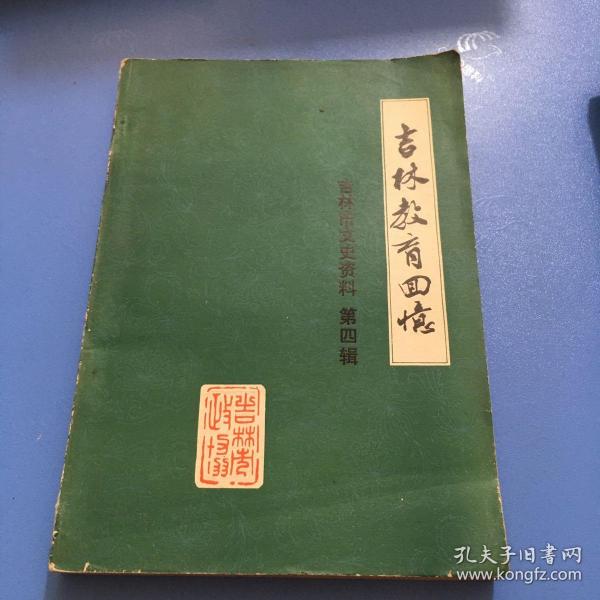 吉林教育回憶
吉林市文史资料 第四辑
吉林市
政协
孔夫子旧书网
www.kongfz.com